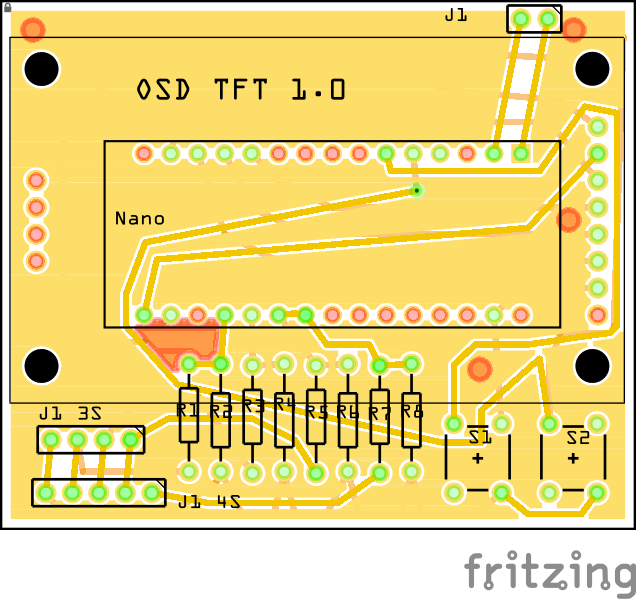 J1
OSD TFT 1.0
Nano
R1 R2 R3 R4 R5 R6 R7 R8
J1 3S
S1 S2
+ +
J1 4S
fritzing